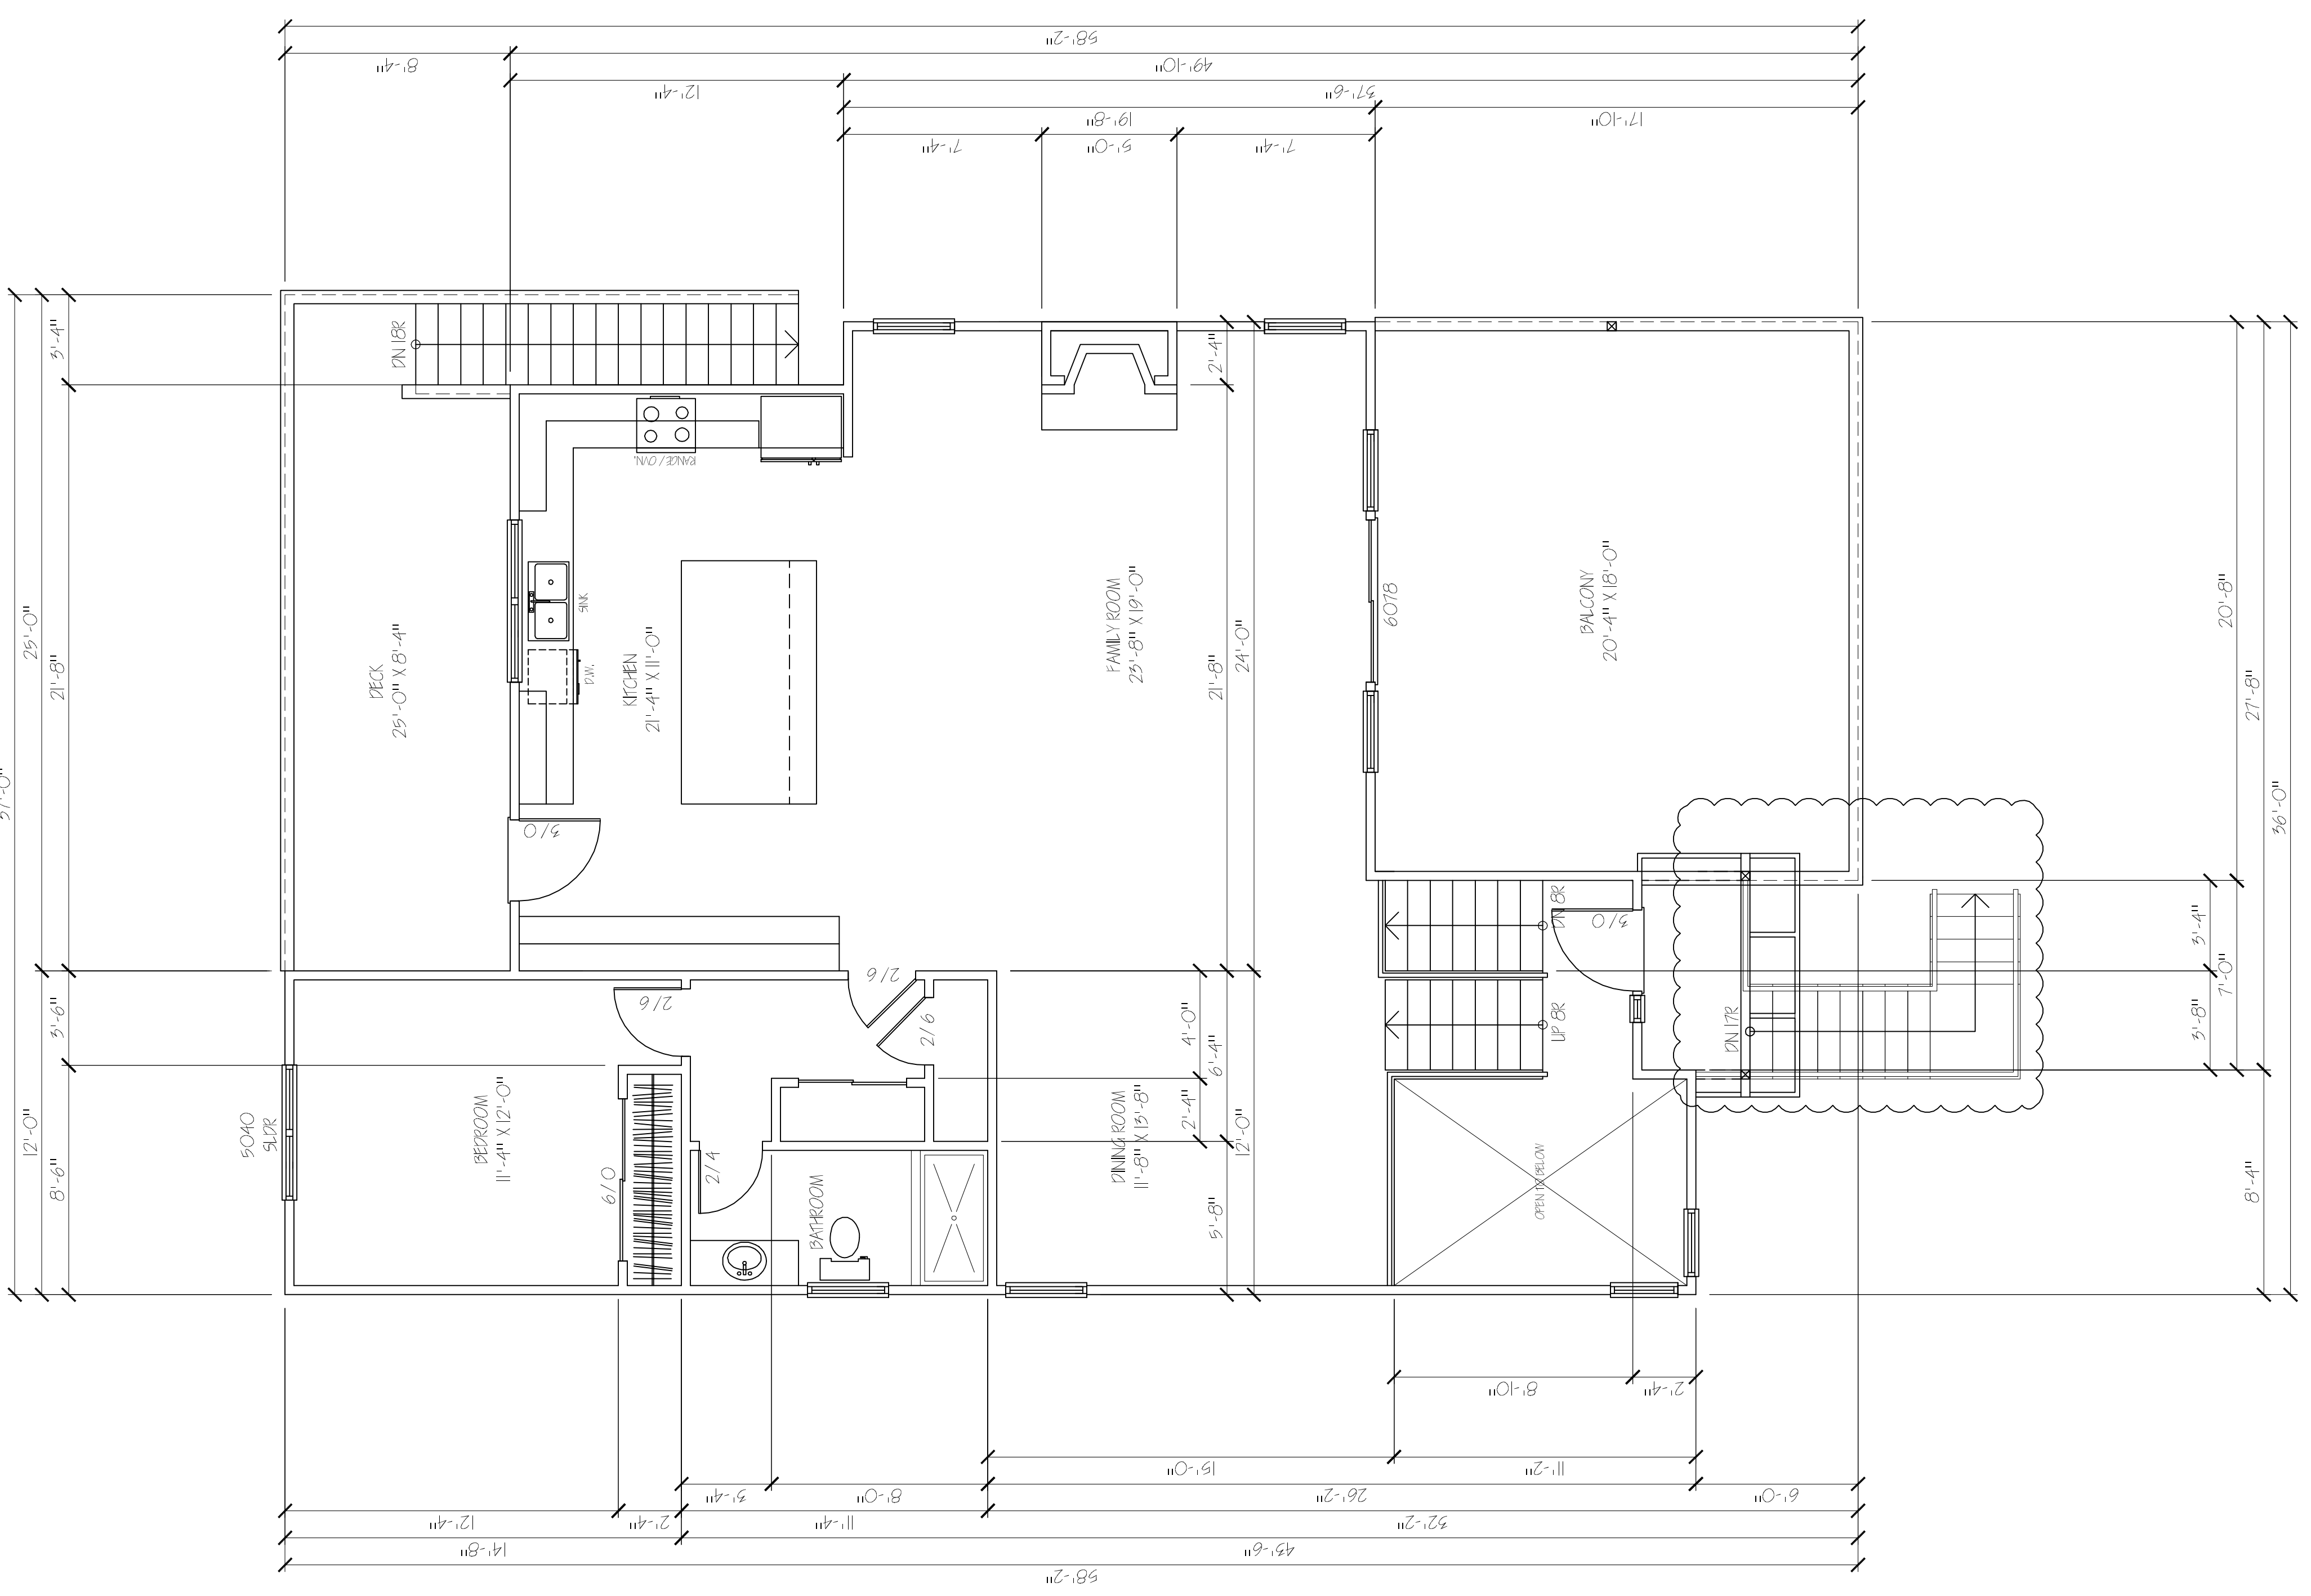 58'-2"
8'-4"
49'-10"
12'-4"
37'-6"
19'-8"
17'-10"
7'-4"
5'-0"
7'-4"
3'-4"
25'-0"
21'-8"
37'-0"
12'-0"
3'-6"
8'-6"
DN 18R
DECK
25'-0" X 8'-4"
RANGE/OVN.
SINK
D.W.
KITCHEN
21'-4" X 11'-0"
3/0
FAMILY ROOM
23'-8" X 19'-0"
2'-4"
21'-8"
24'-0"
6078
BALCONY
20'-4" X 18'-0"
20'-8"
27'-8"
36'-0"
3'-4"
7'-0"
3'-8"
8'-4"
DN 8R
3/0
UP 8R
DN 17R
2/6
2/6
2/6
4'-0"
6'-4"
2'-4"
12'-0"
5'-8"
5040
SLDR
BEDROOM
11'-4" X 12'-0"
6/0
2/4
BATHROOM
DINING ROOM
11'-8" X 13'-8"
OPEN TO BELOW
8'-10"
2'-4"
15'-0"
11'-2"
3'-4"
8'-0"
26'-2"
6'-0"
12'-4"
2'-4"
11'-4"
32'-2"
14'-8"
43'-6"
58'-2"